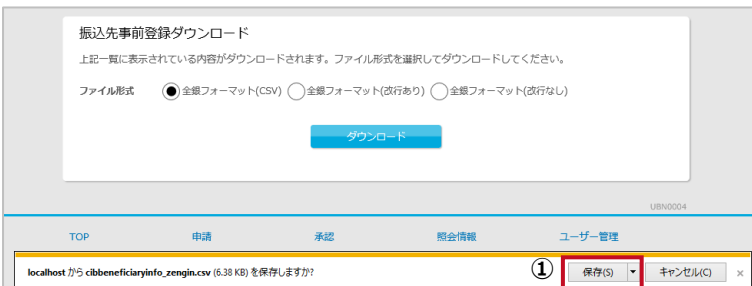 振込先事前登録ダウンロード
上記一覧に表示されている内容がダウンロードされます。ファイル形式を選択してダウンロードしてください。
ファイル形式 全銀フォーマット(CSV) 全銀フォーマット(改行あり) 全銀フォーマット(改行なし)
ダウンロード
UBN0004
TOP 申請 承認 照会情報 ユーザー管理
localhost から cibbeneficiaryinfo_zengin.csv (6.38 KB) を保存しますか? ① 保存(S) キャンセル(C) ×